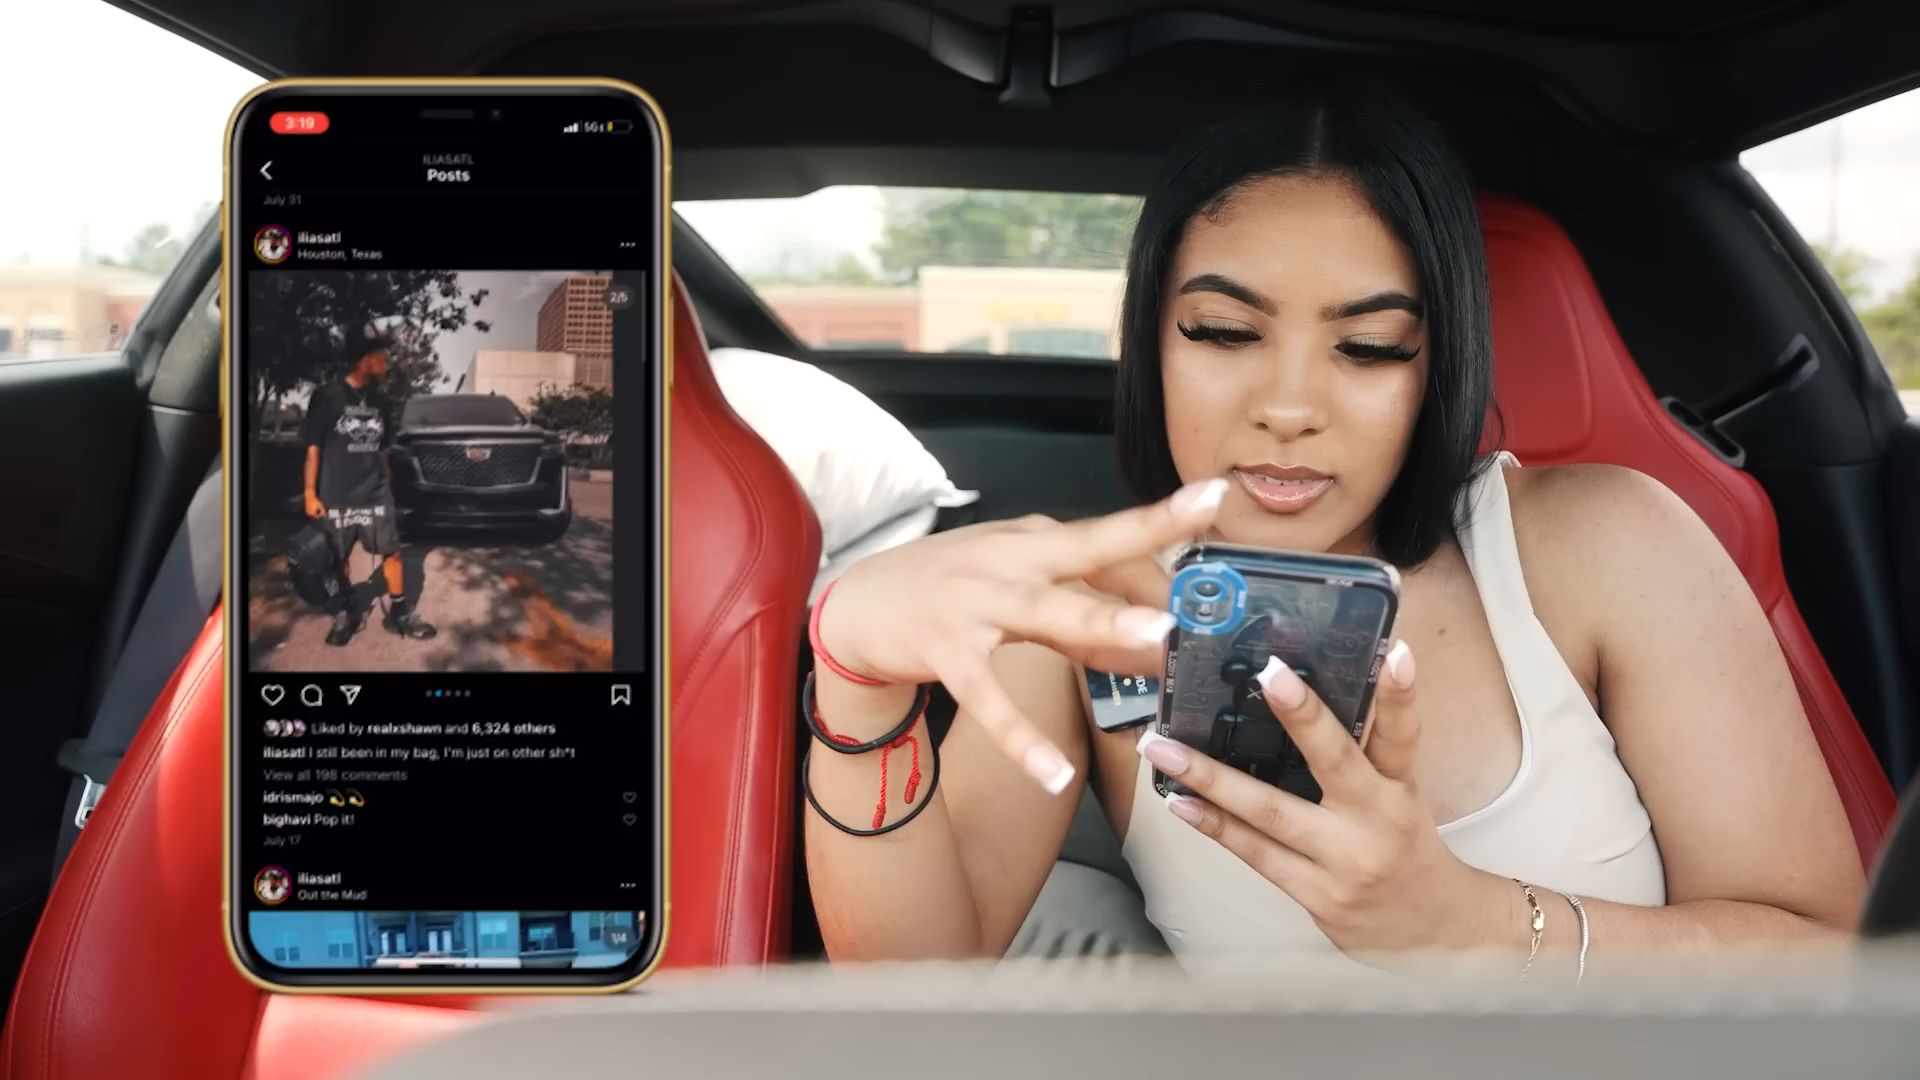 3:19
5G
ILIASATL
Posts
July 31
iliasatl
Houston, Texas
2/5
Liked by realxshawn and 6,324 others
iliasatl I still been in my bag, I'm just on other sh*t
View all 198 comments
idrismajo
bighavi Pop it!
July 17
iliasatl
Out the Mud
1/4